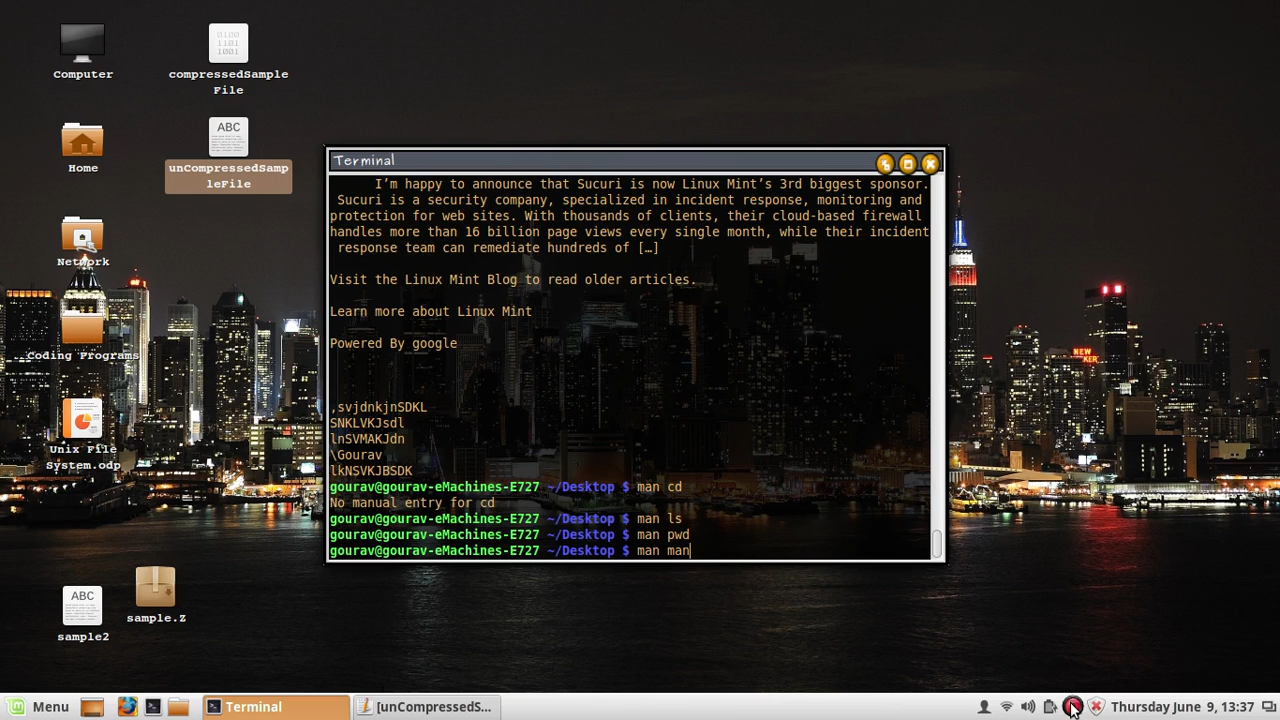 Computer
compressedSample
File
Home
ABC
unCompressedSamp
leFile
Network
Coding Programs
Unix File
System.odp
ABC
sample2
sample.Z
NEW
YORKER
Terminal
I’m happy to announce that Sucuri is now Linux Mint’s 3rd biggest sponsor.
Sucuri is a security company, specialized in incident response, monitoring and
protection for web sites. With thousands of clients, their cloud-based firewall
handles more than 16 billion page views every single month, while their incident
response team can remediate hundreds of […]
Visit the Linux Mint Blog to read older articles.
Learn more about Linux Mint
Powered By google
,svjdnkjnSDKL
SNKLVKJsdl
lnSVMAKJdn
\Gourav
lkNSVKJBSDK
gourav@gourav-eMachines-E727 ~/Desktop $ man cd
No manual entry for cd
gourav@gourav-eMachines-E727 ~/Desktop $ man ls
gourav@gourav-eMachines-E727 ~/Desktop $ man pwd
gourav@gourav-eMachines-E727 ~/Desktop $ man man
Menu
Terminal
[unCompressedS...
Thursday June 9, 13:37